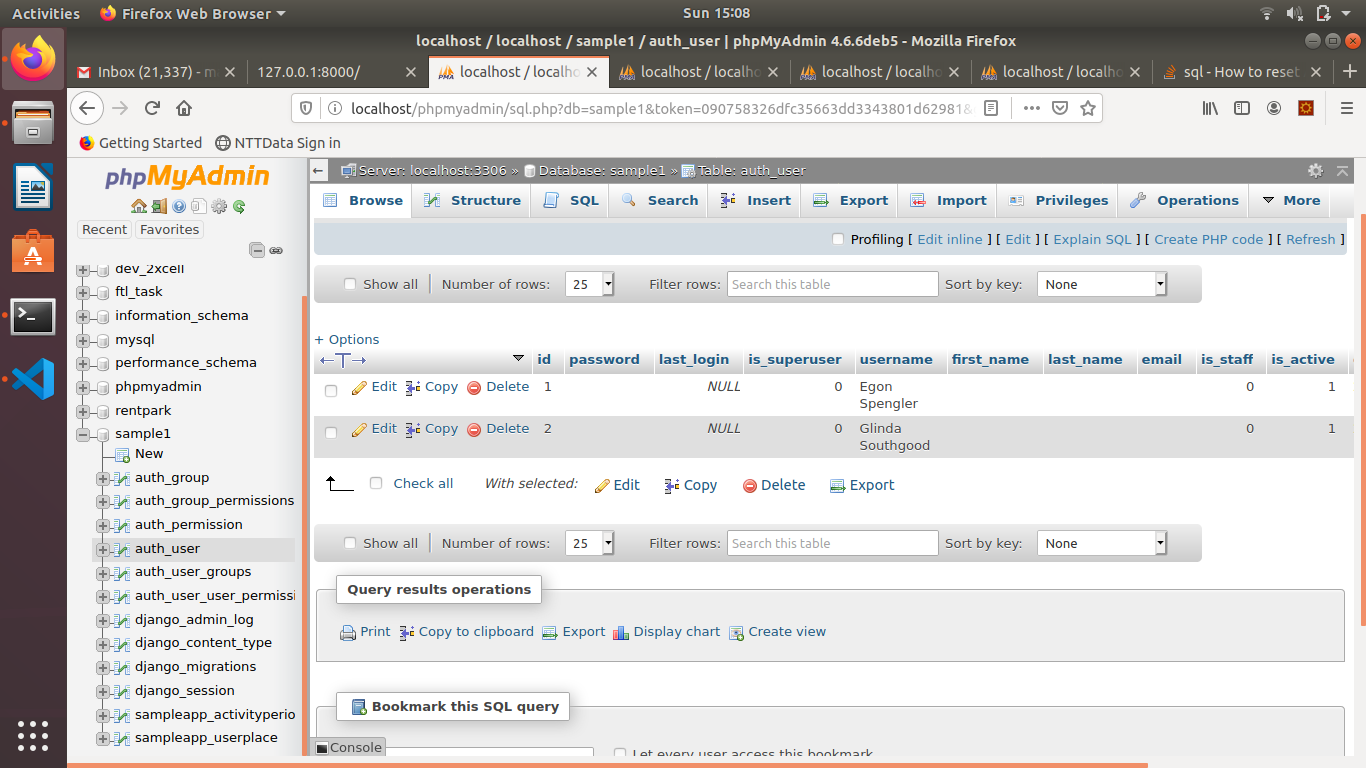 Activities Firefox Web Browser Sun 15:08
localhost / localhost / sample1 / auth_user | phpMyAdmin 4.6.6deb5 - Mozilla Firefox
Inbox (21,337) - m 127.0.0.1:8000/ localhost / localho localhost / localho localhost / localho localhost / localho sql - How to reset
localhost/phpmyadmin/sql.php?db=sample1&token=090758326dfc35663dd3343801d62981&
Getting Started NTTData Sign in
phpMyAdmin
Recent Favorites
dev_2xcell
ftl_task
information_schema
mysql
performance_schema
phpmyadmin
rentpark
sample1
New
auth_group
auth_group_permissions
auth_permission
auth_user
auth_user_groups
auth_user_user_permissi
django_admin_log
django_content_type
django_migrations
django_session
sampleapp_activityperio
sampleapp_userplace
Server: localhost:3306 » Database: sample1 » Table: auth_user
Browse Structure SQL Search Insert Export Import Privileges Operations More
Profiling [ Edit inline ] [ Edit ] [ Explain SQL ] [ Create PHP code ] [ Refresh ]
Show all Number of rows: 25 Filter rows: Search this table Sort by key: None
+ Options
id password last_login is_superuser username first_name last_name email is_staff is_active
Edit Copy Delete 1 NULL 0 Egon Spengler 0 1
Edit Copy Delete 2 NULL 0 Glinda Southgood 0 1
Check all With selected: Edit Copy Delete Export
Show all Number of rows: 25 Filter rows: Search this table Sort by key: None
Query results operations
Print Copy to clipboard Export Display chart Create view
Bookmark this SQL query
Console Let every user access this bookmark